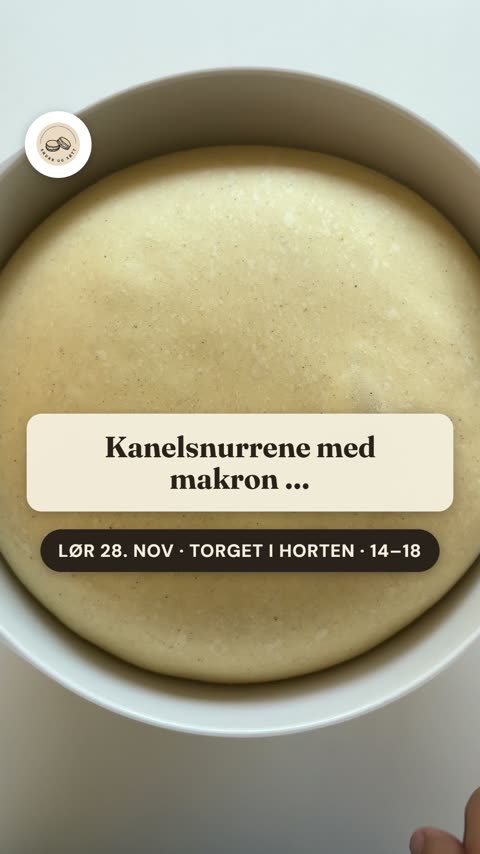 Kanelsnurrene med
makron ...
LØR 28. NOV · TORGET I HORTEN · 14–18